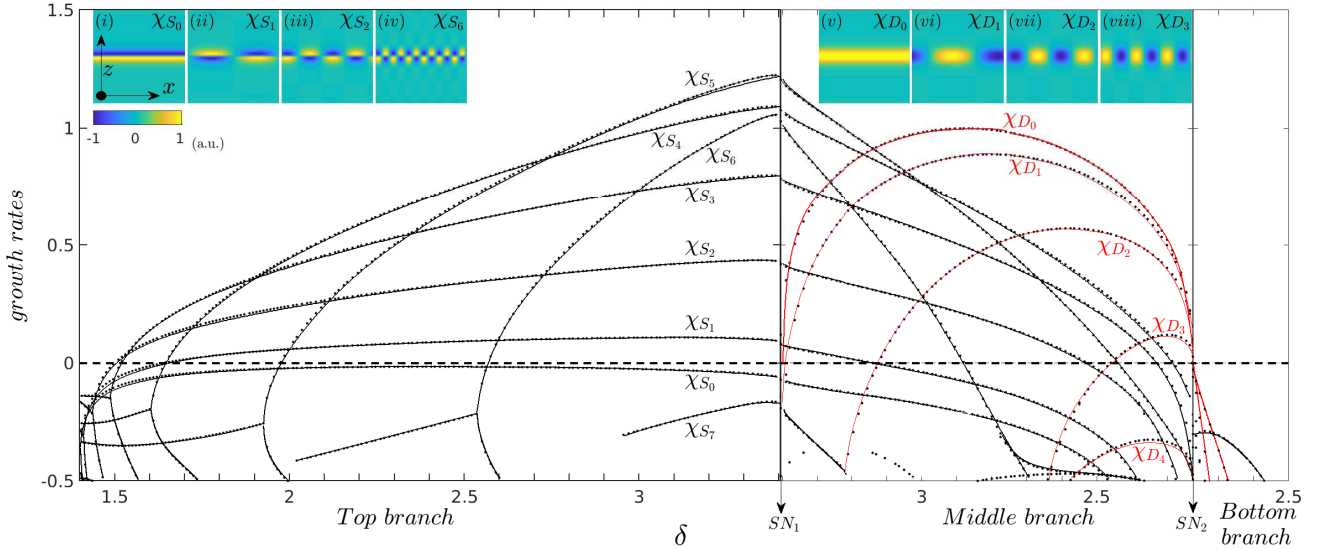 (i) χS0 (ii) χS1 (iii) χS2 (iv) χS6 (v) χD0 (vi) χD1 (vii) χD2 (viii) χD3
z
x
-1 0 1 (a.u.)
growth rates
1.5
1
0.5
0
-0.5
χS5
χS4
χS6
χS3
χS2
χS1
χS0
χS7
χD0
χD1
χD2
χD3
χD4
1.5 2 2.5 3 3 2.5 2.5
Top branch SN1 Middle branch SN2 Bottom branch
δ